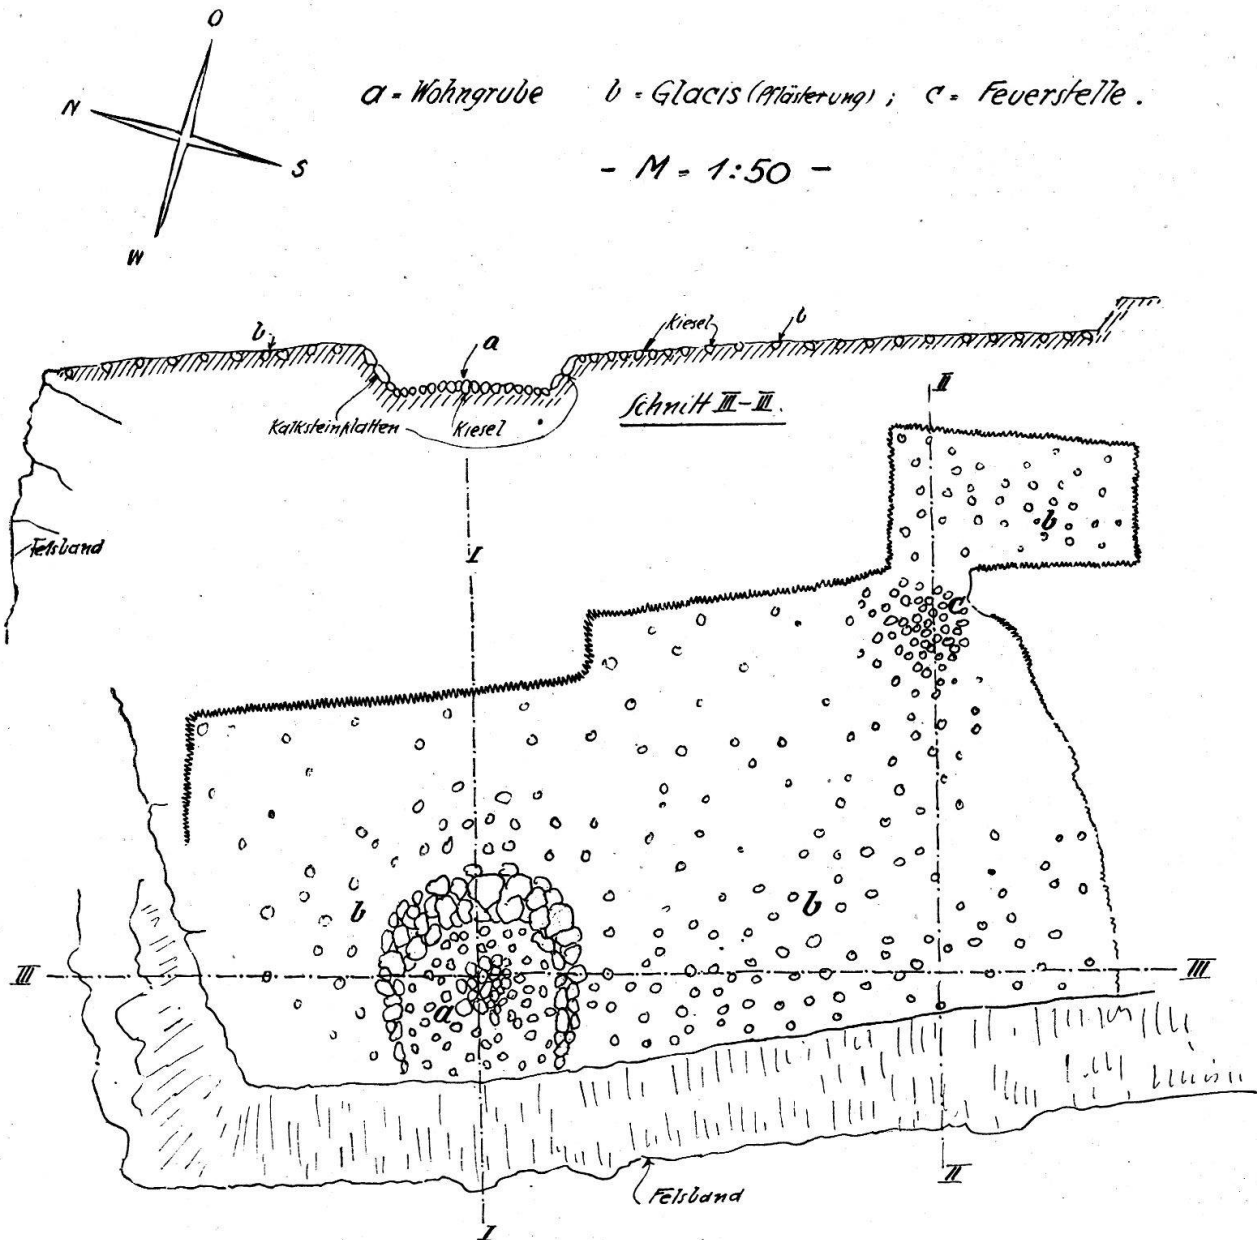 O
N
S
W
a = Wohngrube b = Glacis (Pflästerung) ; c = Feuerstelle .
- M = 1:50 -
b
a
Kiesel
b
Kalksteinplatten
Kiesel
Schnitt III-III.
II
Felsband
I
b
c
b
b
a
III
III
II
Felsband
I